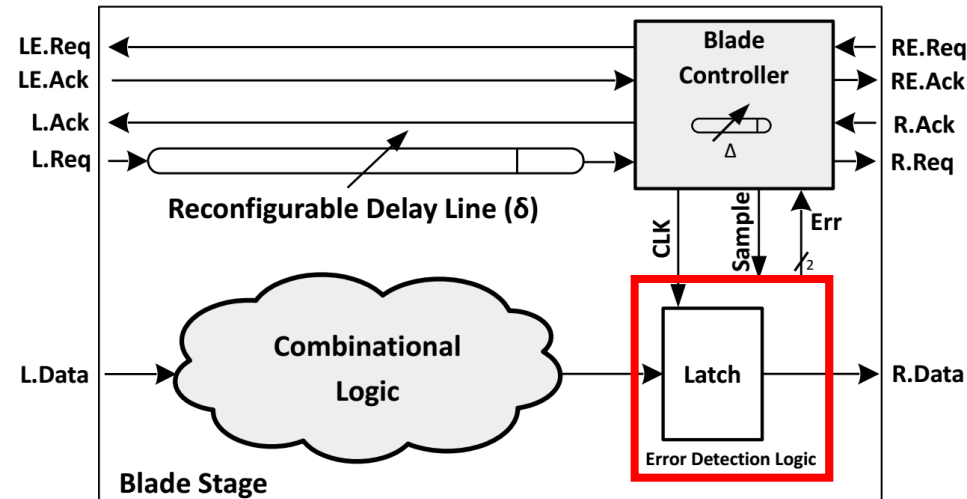 LE.Req
LE.Ack
L.Ack
L.Req
Blade
Controller
Δ
RE.Req
RE.Ack
R.Ack
R.Req
Reconfigurable Delay Line (δ)
CLK
Sample
Err
2
L.Data
Combinational
Logic
Latch
R.Data
Error Detection Logic
Blade Stage